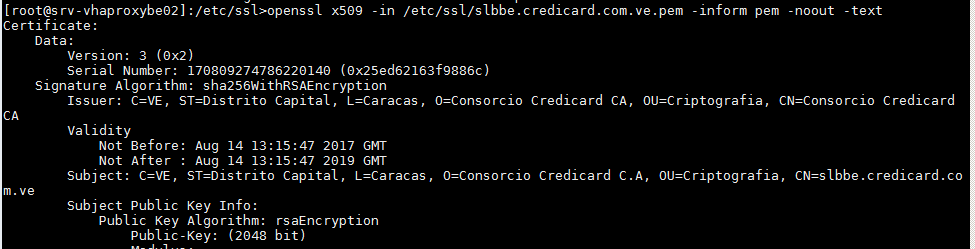 [root@srv-vhaproxybe02]:/etc/ssl>openssl x509 -in /etc/ssl/slbbe.credicard.com.ve.pem -inform pem -noout -text
Certificate:
    Data:
        Version: 3 (0x2)
        Serial Number: 170809274786220140 (0x25ed62163f9886c)
    Signature Algorithm: sha256WithRSAEncryption
        Issuer: C=VE, ST=Distrito Capital, L=Caracas, O=Consorcio Credicard CA, OU=Criptografia, CN=Consorcio Credicard
CA
        Validity
            Not Before: Aug 14 13:15:47 2017 GMT
            Not After : Aug 14 13:15:47 2019 GMT
        Subject: C=VE, ST=Distrito Capital, L=Caracas, O=Consorcio Credicard C.A, OU=Criptografia, CN=slbbe.credicard.co
m.ve
        Subject Public Key Info:
            Public Key Algorithm: rsaEncryption
                Public-Key: (2048 bit)